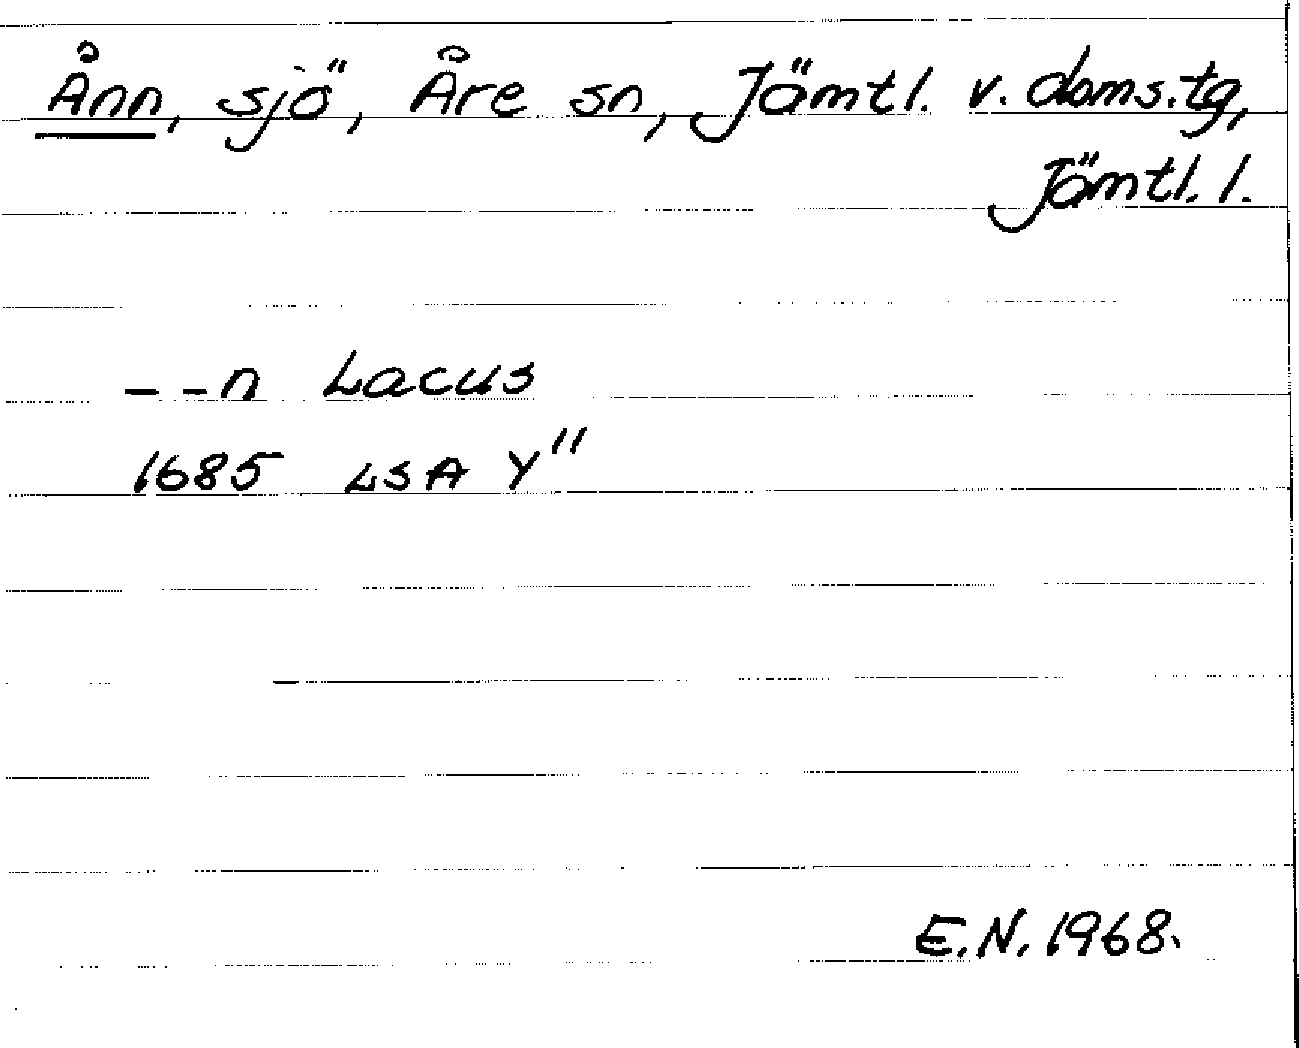 Ånn, sjö, Åre sn, Jämtl. v. doms.tg,
Jämtl. l.
– –n Lacus
1685 LSA Y"
E.N. 1968.